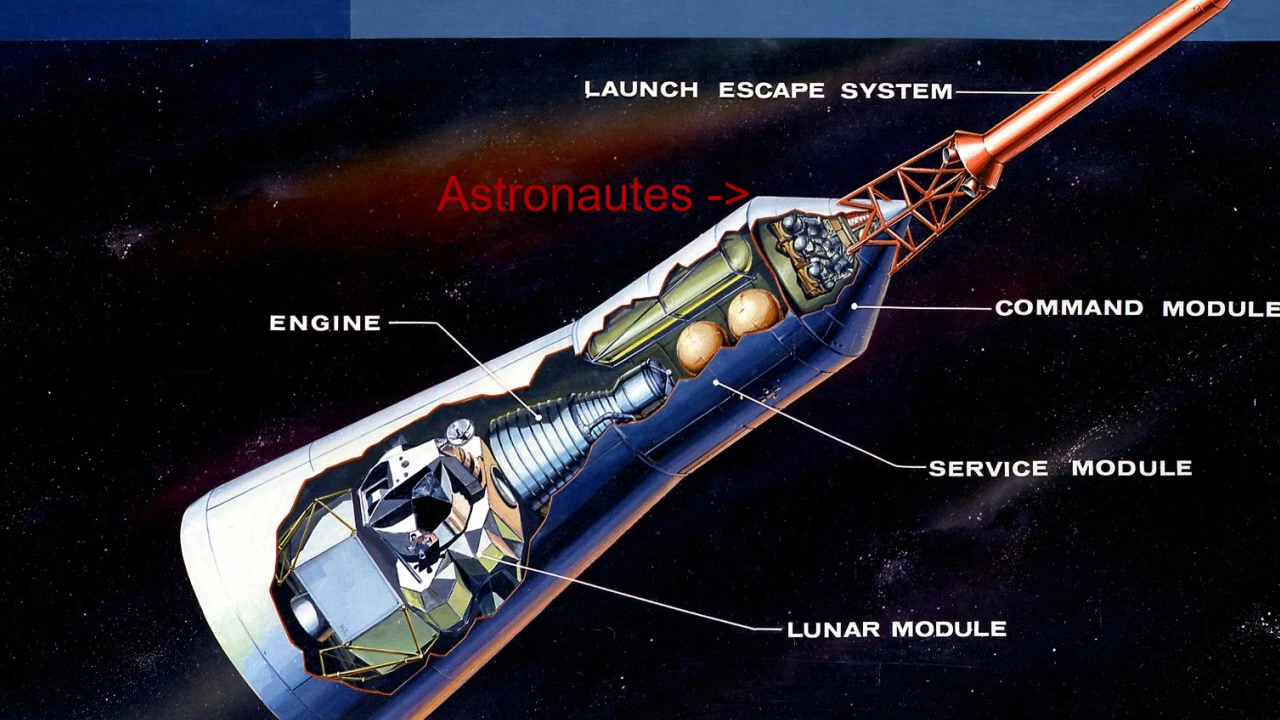 LAUNCH ESCAPE SYSTEM
Astronautes ->
COMMAND MODULE
ENGINE
SERVICE MODULE
LUNAR MODULE